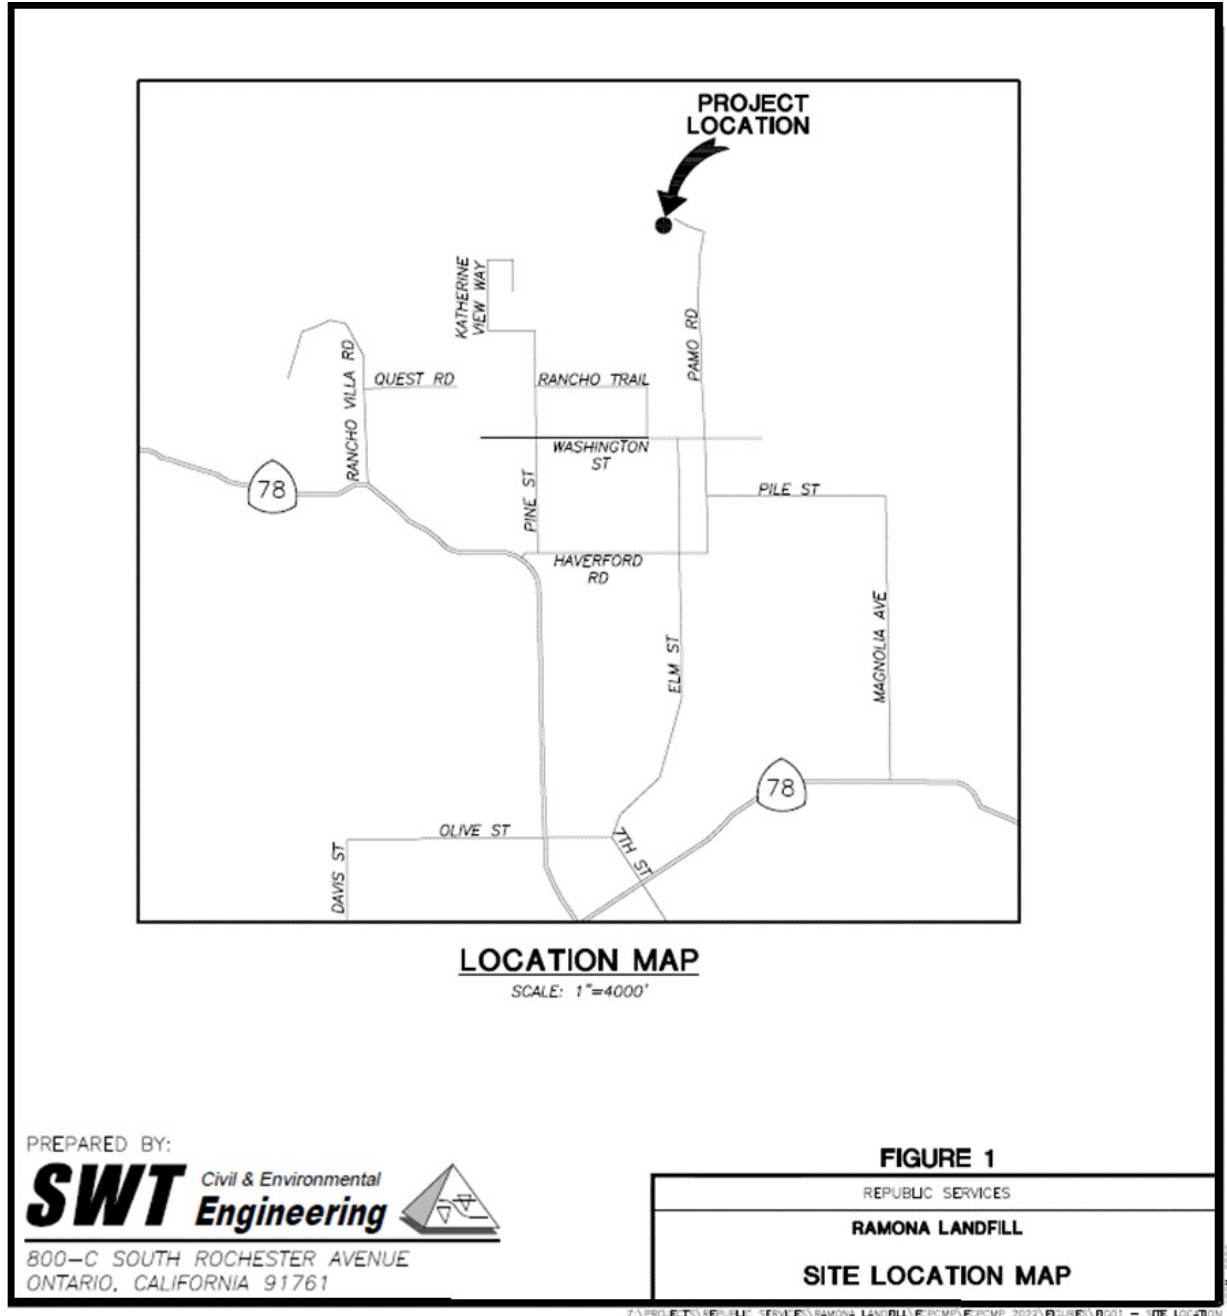 PROJECT
LOCATION
KATHERINE
VIEW WAY
PAMO RD
RANCHO VILLA RD
QUEST RD
RANCHO TRAIL
WASHINGTON
ST
78
PINE ST
PILE ST
HAVERFORD
RD
MAGNOLIA AVE
ELM ST
78
OLIVE ST
7TH ST
DAVIS ST
LOCATION MAP
SCALE: 1"=4000'
PREPARED BY:
SWT Civil & Environmental
Engineering
800-C SOUTH ROCHESTER AVENUE
ONTARIO, CALIFORNIA 91761
FIGURE 1
REPUBLIC SERVICES
RAMONA LANDFILL
SITE LOCATION MAP